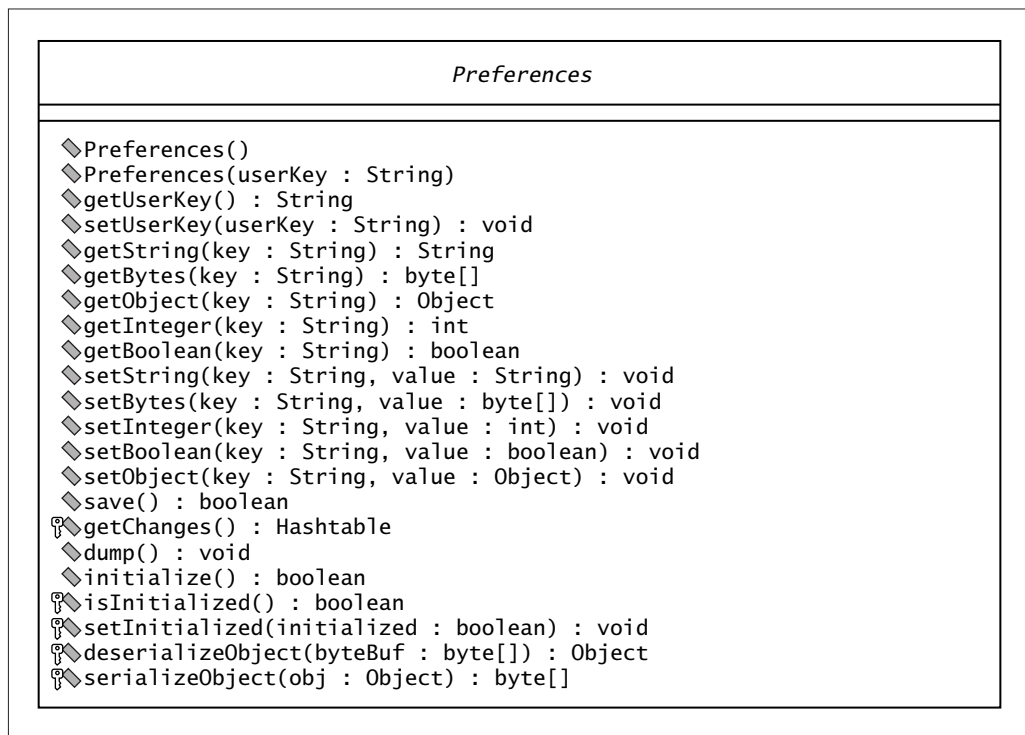 Preferences
Preferences()
Preferences(userKey : String)
getUserKey() : String
setUserKey(userKey : String) : void
getString(key : String) : String
getBytes(key : String) : byte[]
getObject(key : String) : Object
getInteger(key : String) : int
getBoolean(key : String) : boolean
setString(key : String, value : String) : void
setBytes(key : String, value : byte[]) : void
setInteger(key : String, value : int) : void
setBoolean(key : String, value : boolean) : void
setObject(key : String, value : Object) : void
save() : boolean
getChanges() : Hashtable
dump() : void
initialize() : boolean
isInitialized() : boolean
setInitialized(initialized : boolean) : void
deserializeObject(byteBuf : byte[]) : Object
serializeObject(obj : Object) : byte[]